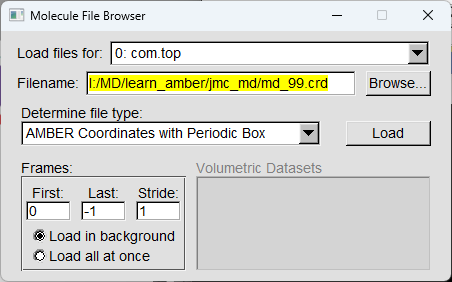 Molecule File Browser
Load files for: 0: com.top
Filename: I:/MD/learn_amber/jmc_md/md_99.crd Browse...
Determine file type:
AMBER Coordinates with Periodic Box Load
Frames: Volumetric Datasets
First: Last: Stride:
0 -1 1
Load in background
Load all at once